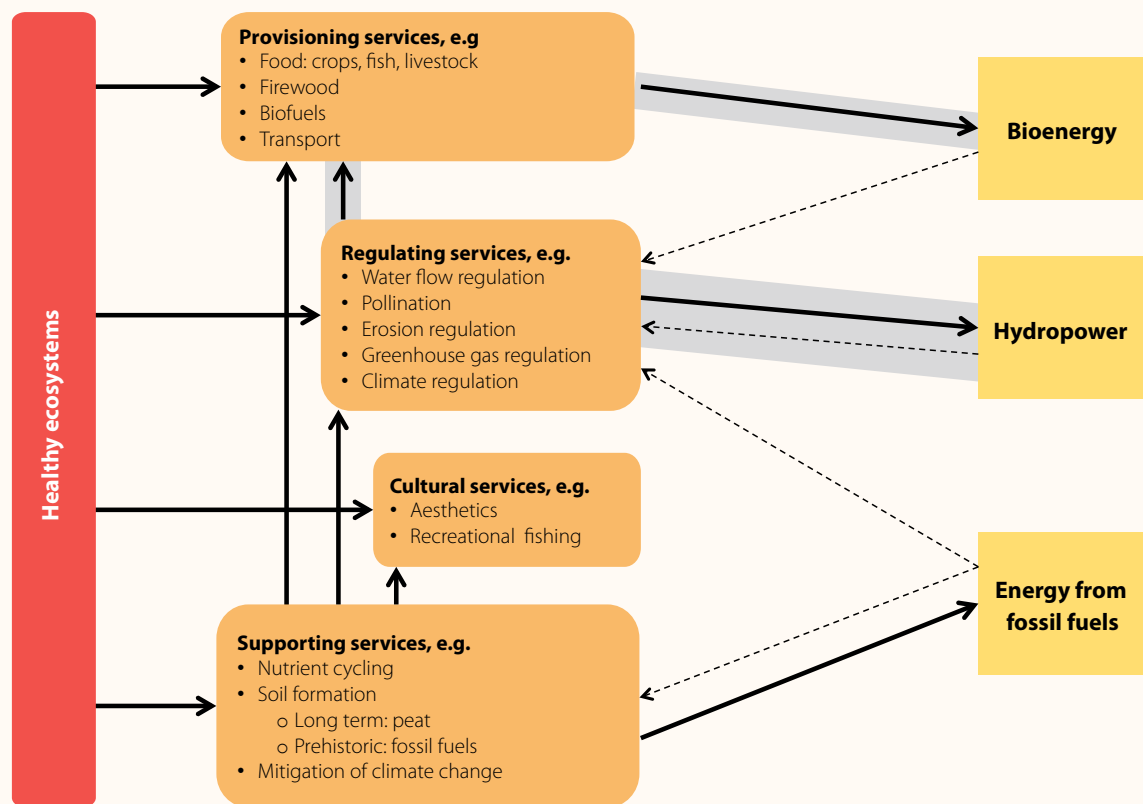 Healthy ecosystems
Provisioning services, e.g
• Food: crops, fish, livestock
• Firewood
• Biofuels
• Transport
Regulating services, e.g.
• Water flow regulation
• Pollination
• Erosion regulation
• Greenhouse gas regulation
• Climate regulation
Cultural services, e.g.
• Aesthetics
• Recreational fishing
Supporting services, e.g.
• Nutrient cycling
• Soil formation
o Long term: peat
o Prehistoric: fossil fuels
• Mitigation of climate change
Bioenergy
Hydropower
Energy from
fossil fuels